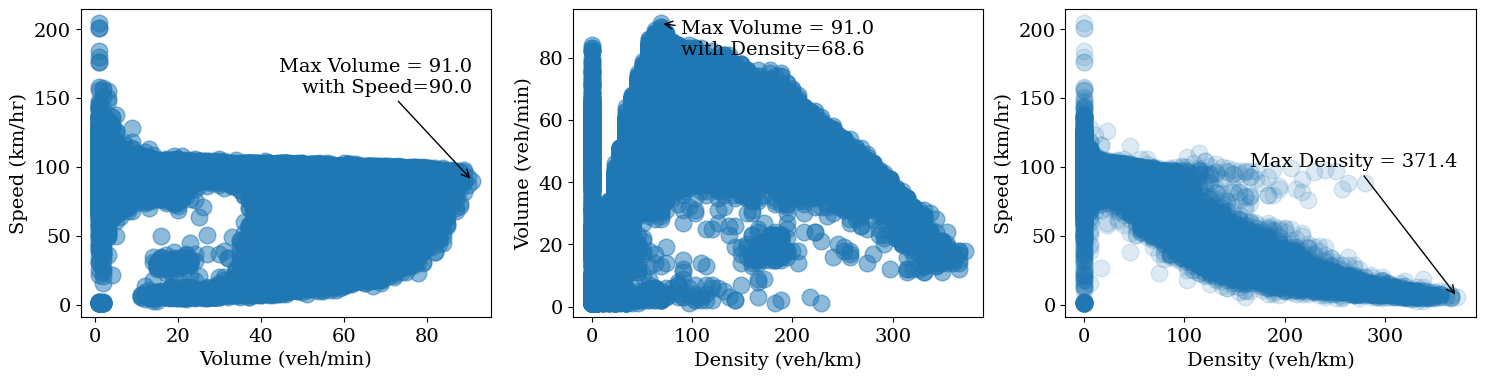 200
150
100
50
0
Speed (km/hr)
0
20
40
60
80
Volume (veh/min)
Max Volume = 91.0
with Speed=90.0
80
60
40
20
0
Volume (veh/min)
0
100
200
300
Density (veh/km)
Max Volume = 91.0
with Density=68.6
200
150
100
50
0
Speed (km/hr)
0
100
200
300
Density (veh/km)
Max Density = 371.4